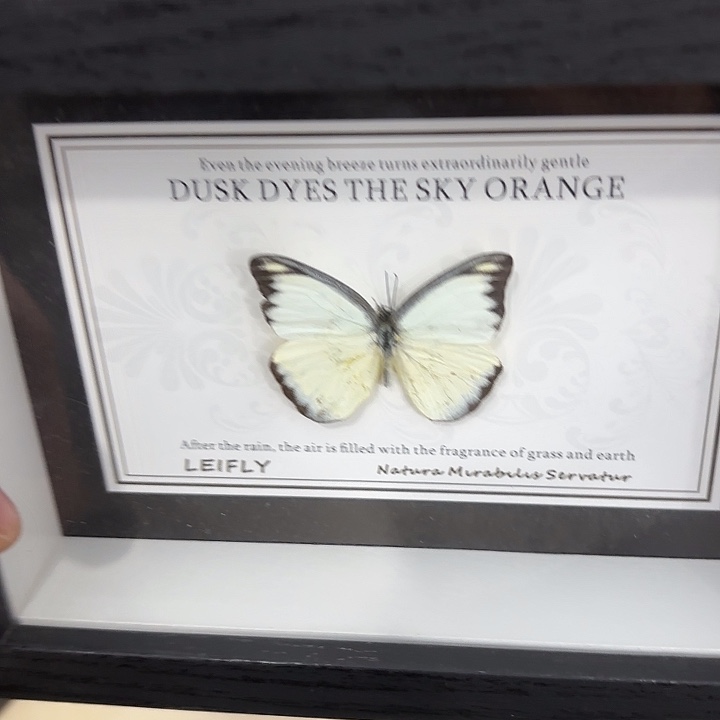 Even the evening breeze turns extraordinarily gentle
DUSK DYES THE SKY ORANGE
After the rain, the air is filled with the fragrance of grass and earth
LEIFLY
Natura Mirabilis Servatur